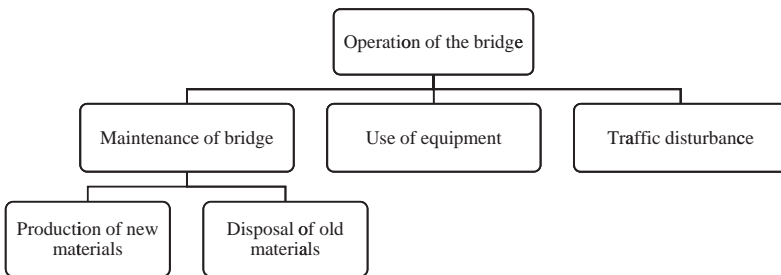 Operation of the bridge
Maintenance of bridge
Use of equipment
Traffic disturbance
Production of new
materials
Disposal of old
materials